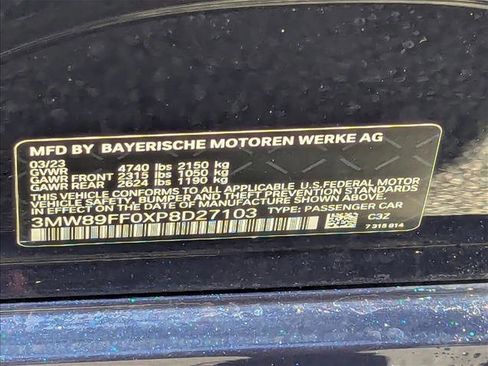 MFD BY BAYERISCHE MOTOREN WERKE AG
03/23
GVWR 4740 lbs 2150 kg
GAWR FRONT 2315 lbs 1050 kg
GAWR REAR 2624 lbs 1190 kg
THIS VEHICLE CONFORMS TO ALL APPLICABLE U.S.FEDERAL MOTOR
VEHICLE SAFETY, BUMPER AND THEFT PREVENTION STANDARDS IN
EFFECT ON THE DATE OF MANUFACTURE SHOWN ABOVE.
3MW89FF0XP8D27103 TYPE: PASSENGER CAR
C3Z
7 315 814